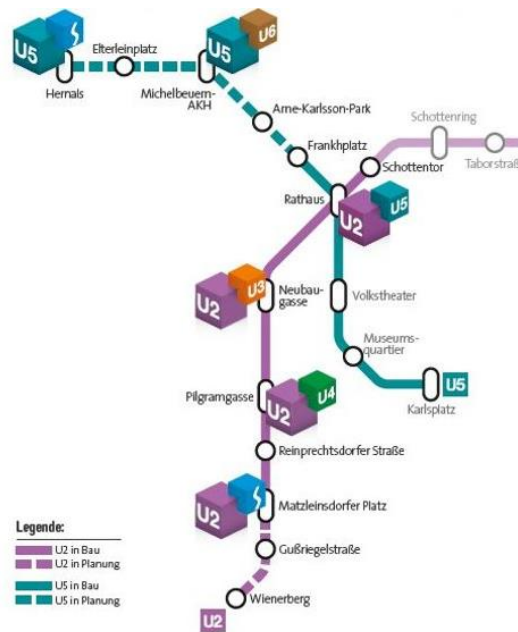 U5
Elterleinplatz
U5
U6
Hernals
Michelbeuern-
AKH
Arne-Karlsson-Park
Frankhplatz
Schottenring
Schottentor
Taborstraß
Rathaus
U2
U5
U2
U3
Neubau-
gasse
Volkstheater
Museums-
quartier
Pilgramgasse
U2
U4
Karlsplatz
U5
Reinprechtsdorfer Straße
U2
Matzleinsdorfer Platz
Gußriegelstraße
U2
Wienerberg
Legende:
U2 in Bau
U2 in Planung
U5 in Bau
U5 in Planung